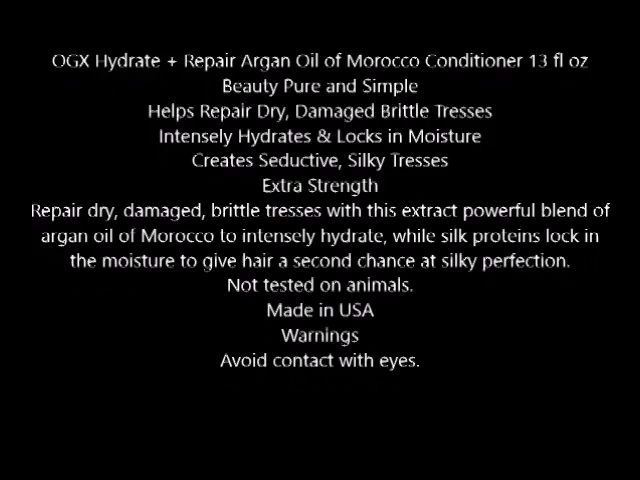 OGX Hydrate + Repair Argan Oil of Morocco Conditioner 13 fl oz
Beauty Pure and Simple
Helps Repair Dry, Damaged Brittle Tresses
Intensely Hydrates & Locks in Moisture
Creates Seductive, Silky Tresses
Extra Strength
Repair dry, damaged, brittle tresses with this extract powerful blend of
argan oil of Morocco to intensely hydrate, while silk proteins lock in
the moisture to give hair a second chance at silky perfection.
Not tested on animals.
Made in USA
Warnings
Avoid contact with eyes.